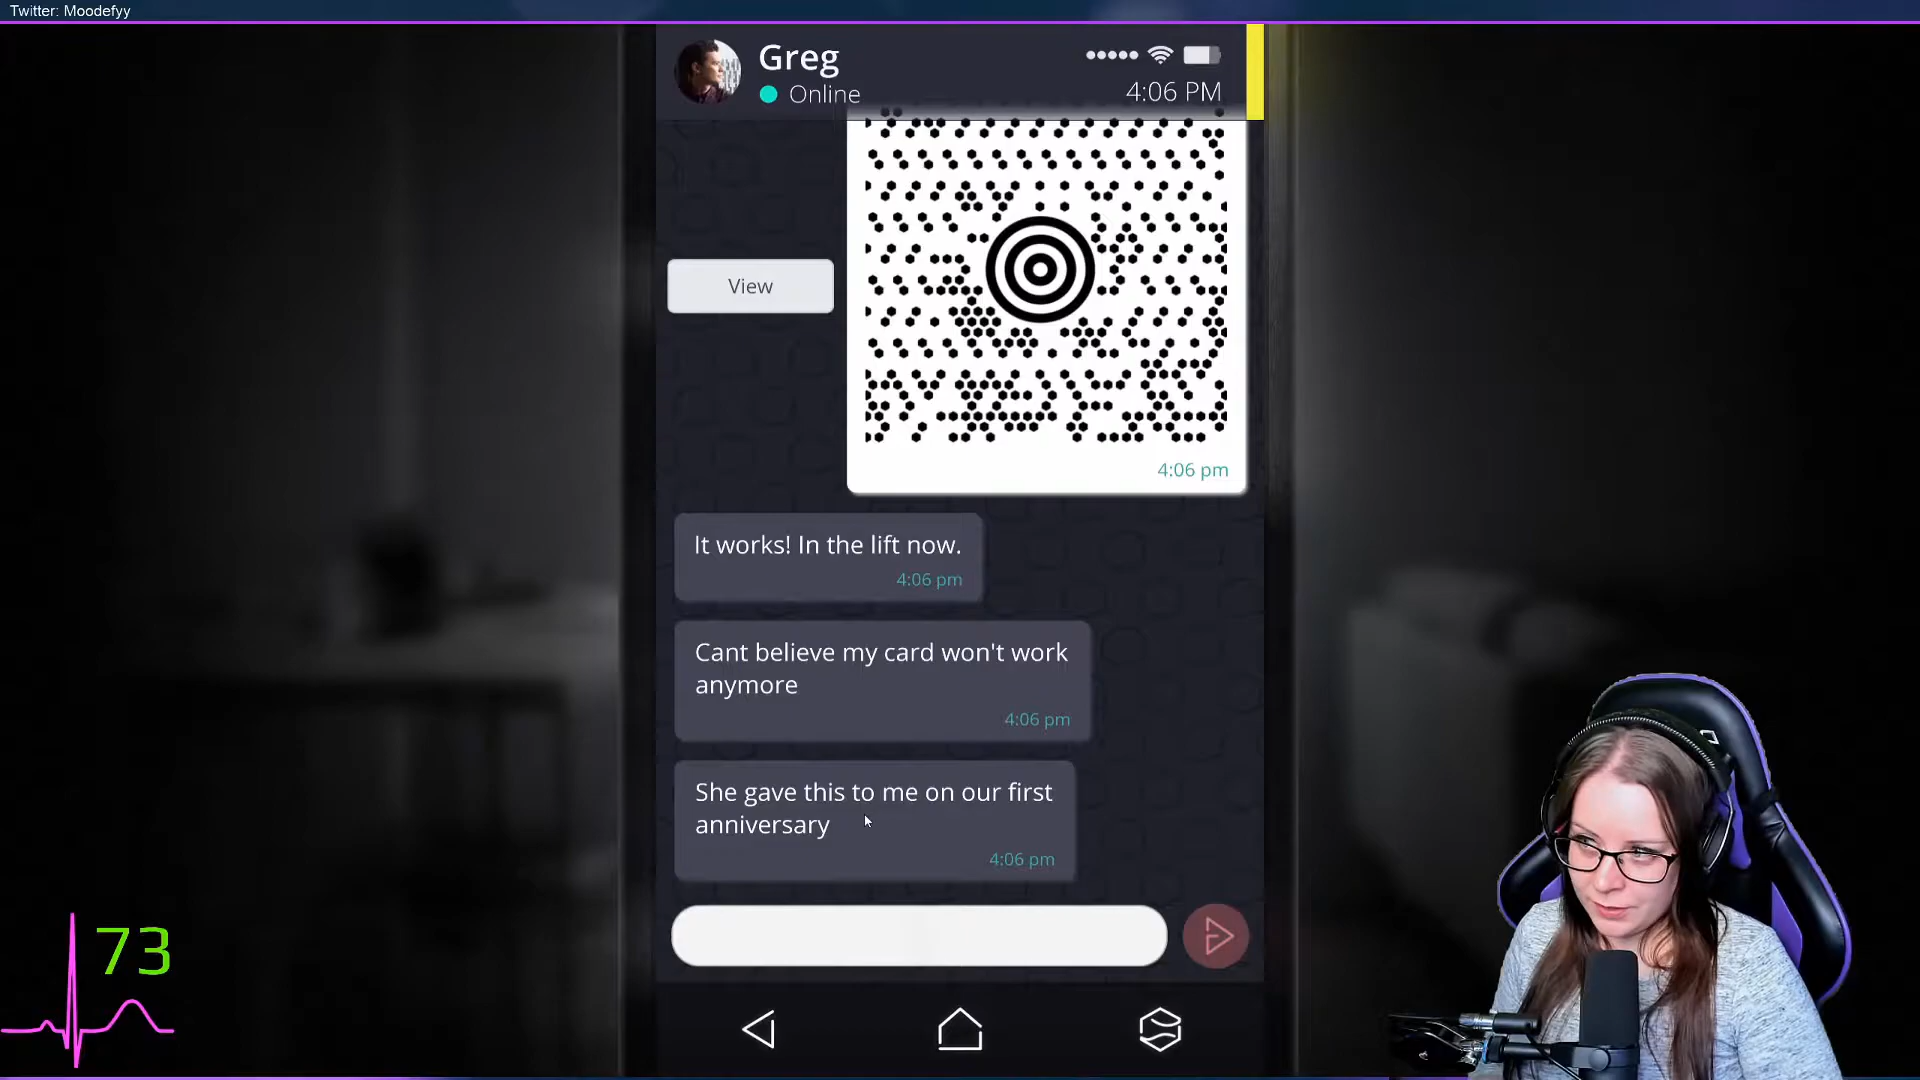 Twitter: Moodefyy
Greg
Online
4:06 PM
View
4:06 pm
It works! In the lift now.
4:06 pm
Cant believe my card won't work
anymore
4:06 pm
She gave this to me on our first
anniversary
4:06 pm
73